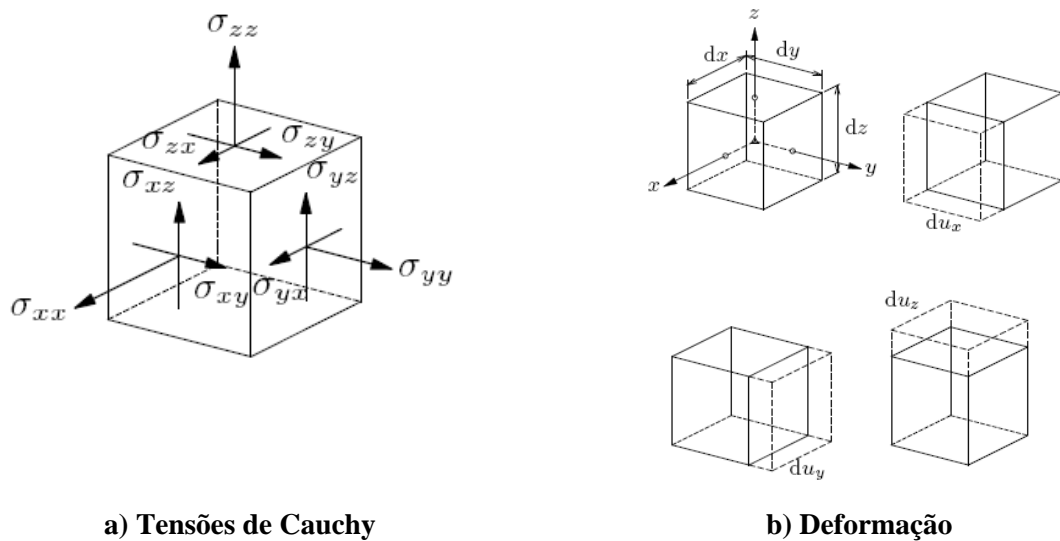 σzz
σzx σzy
σxz σyz
σxy σyx σyy
σxx
z
dx dy
dz
x y
dux
duz
duy
a) Tensões de Cauchy
b) Deformação